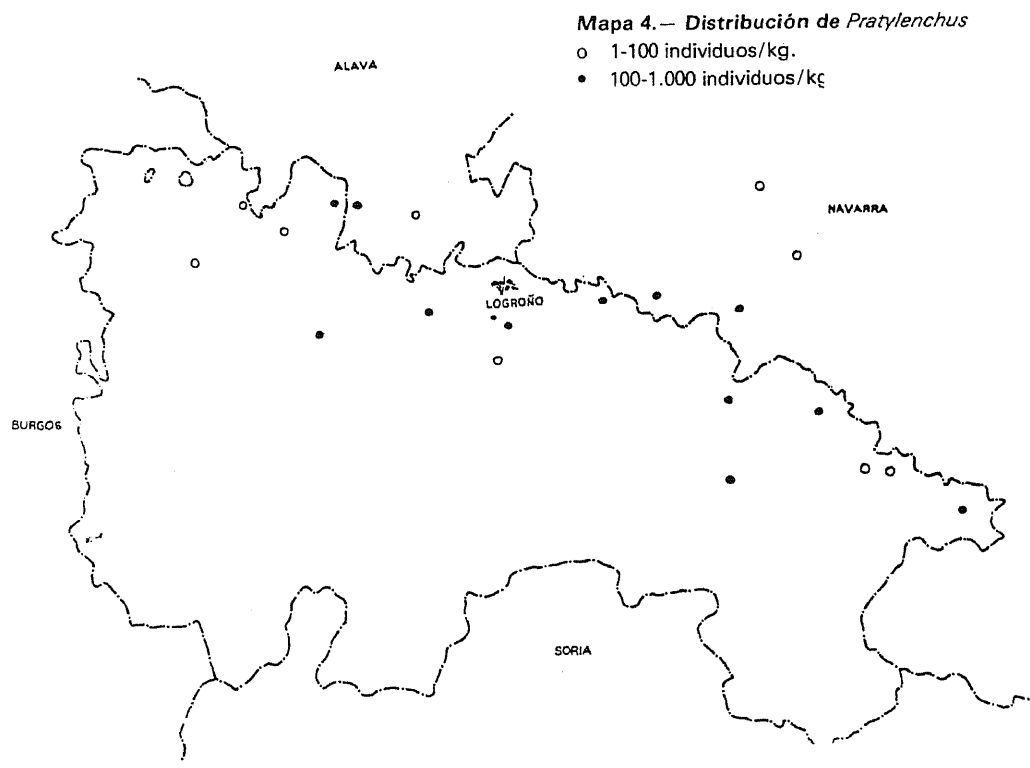 Mapa 4.— Distribución de Pratylenchus
○ 1-100 individuos/kg.
● 100-1.000 individuos/kg
ALAVA
NAVARRA
LOGROÑO
BURGOS
SORIA